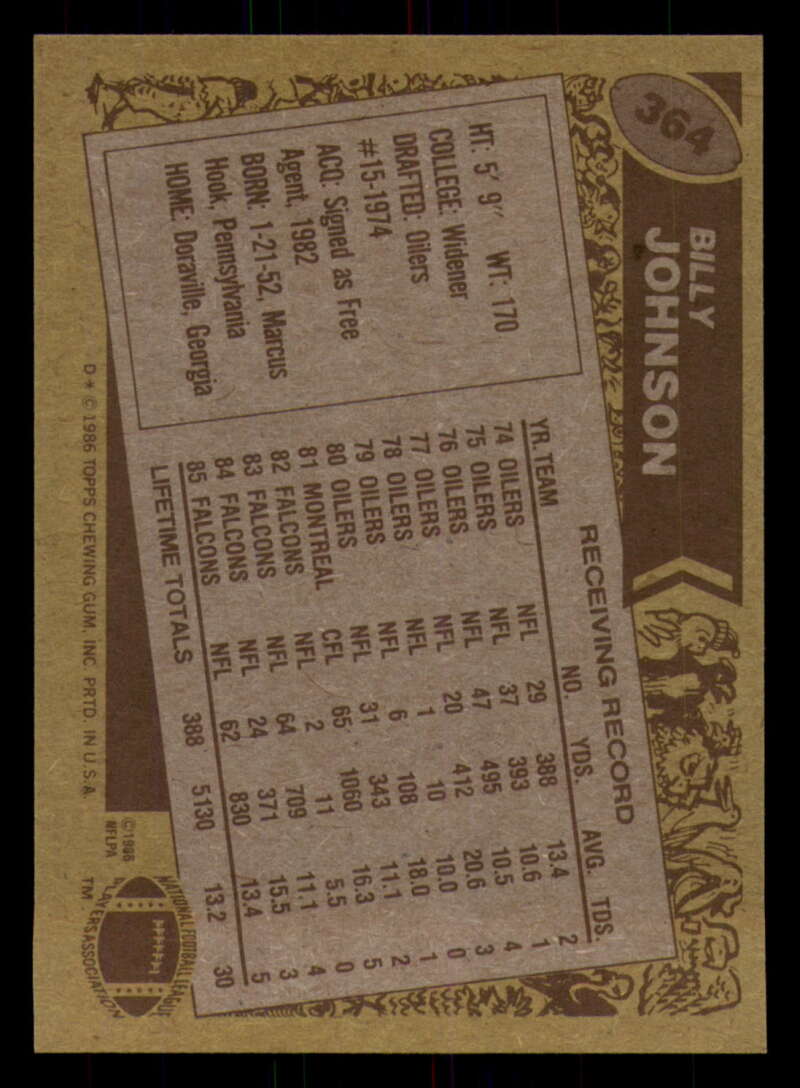 364
BILLY
JOHNSON
HT: 5' 9" WT: 170
COLLEGE: Widener
DRAFTED: Oilers
#15-1974
ACQ: Signed as Free
Agent, 1982
BORN: 1-21-52, Marcus
Hook, Pennsylvania
HOME: Doraville, Georgia
RECEIVING RECORD
YR. TEAM NO. YDS. AVG. TDS.
74 OILERS NFL 29 388 13.4 2
75 OILERS NFL 37 393 10.6 1
76 OILERS NFL 47 495 10.5 4
77 OILERS NFL 20 412 20.6 3
78 OILERS NFL 1 10 10.0 0
79 OILERS NFL 6 108 18.0 1
80 OILERS NFL 31 343 11.1 2
81 MONTREAL CFL 65 1060 16.3 5
82 FALCONS NFL 2 11 5.5 0
83 FALCONS NFL 64 709 11.1 4
84 FALCONS NFL 24 371 15.5 3
85 FALCONS NFL 62 830 13.4 5
LIFETIME TOTALS 388 5130 13.2 30
©1986
NFLPA
NATIONAL FOOTBALL LEAGUE
PLAYERS ASSOCIATION
TM
D * © 1986 TOPPS CHEWING GUM, INC. PRTD. IN U.S.A.